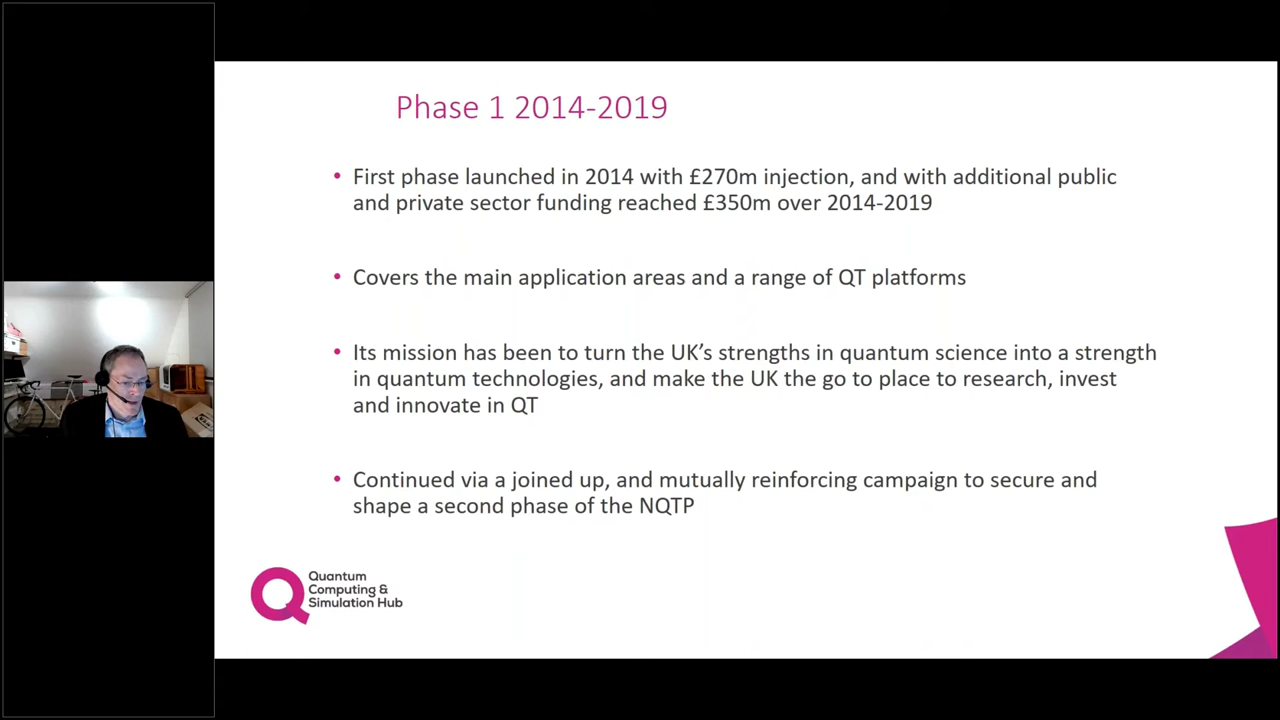 Phase 1 2014-2019
• First phase launched in 2014 with £270m injection, and with additional public
and private sector funding reached £350m over 2014-2019
• Covers the main application areas and a range of QT platforms
• Its mission has been to turn the UK’s strengths in quantum science into a strength
in quantum technologies, and make the UK the go to place to research, invest
and innovate in QT
• Continued via a joined up, and mutually reinforcing campaign to secure and
shape a second phase of the NQTP
Quantum
Computing &
Simulation Hub